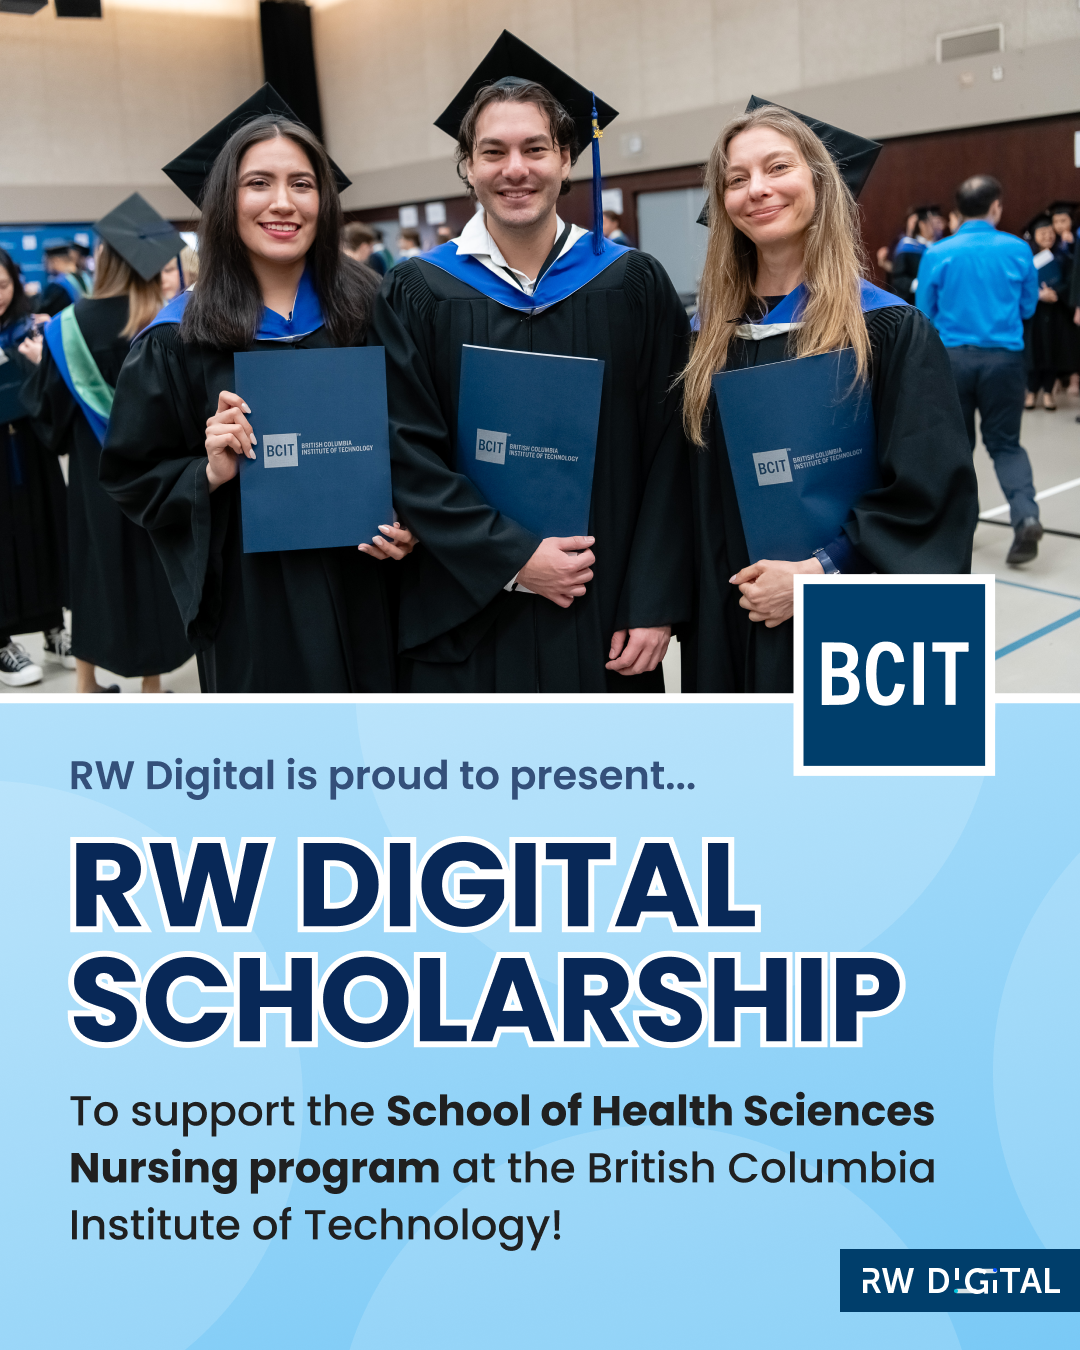 BCIT
BRITISH COLUMBIA
INSTITUTE OF TECHNOLOGY
BCIT
BRITISH COLUMBIA
INSTITUTE OF TECHNOLOGY
BCIT
BRITISH COLUMBIA
INSTITUTE OF TECHNOLOGY
BCIT
RW Digital is proud to present...
RW DIGITAL
SCHOLARSHIP
To support the School of Health Sciences
Nursing program at the British Columbia
Institute of Technology!
RW DIGITAL